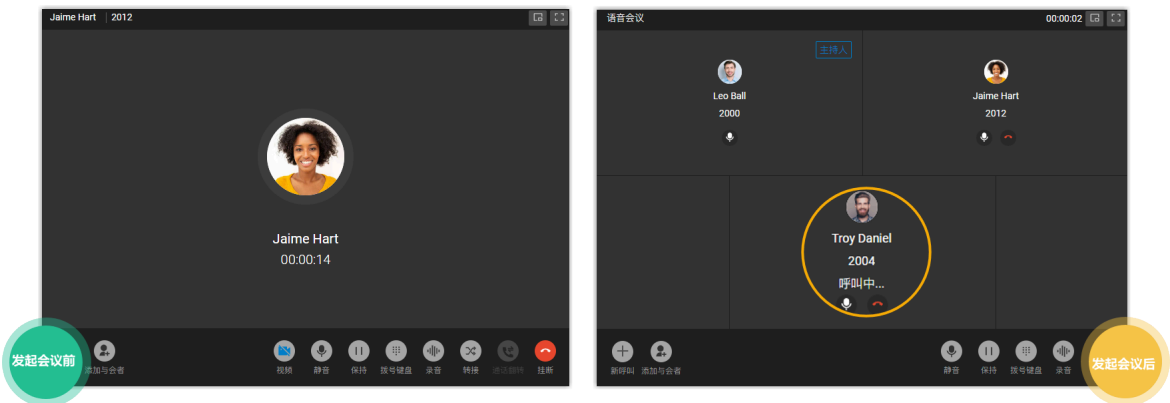 Jaime Hart 2012
Jaime Hart
00:00:14
发起会议前
添加与会者
视频 静音 保持 拨号键盘 录音 转接 通话翻转 挂断
语音会议 00:00:02
主持人
Leo Ball
2000
Jaime Hart
2012
Troy Daniel
2004
呼叫中...
新呼叫 添加与会者 静音 保持 拨号键盘 录音
发起会议后